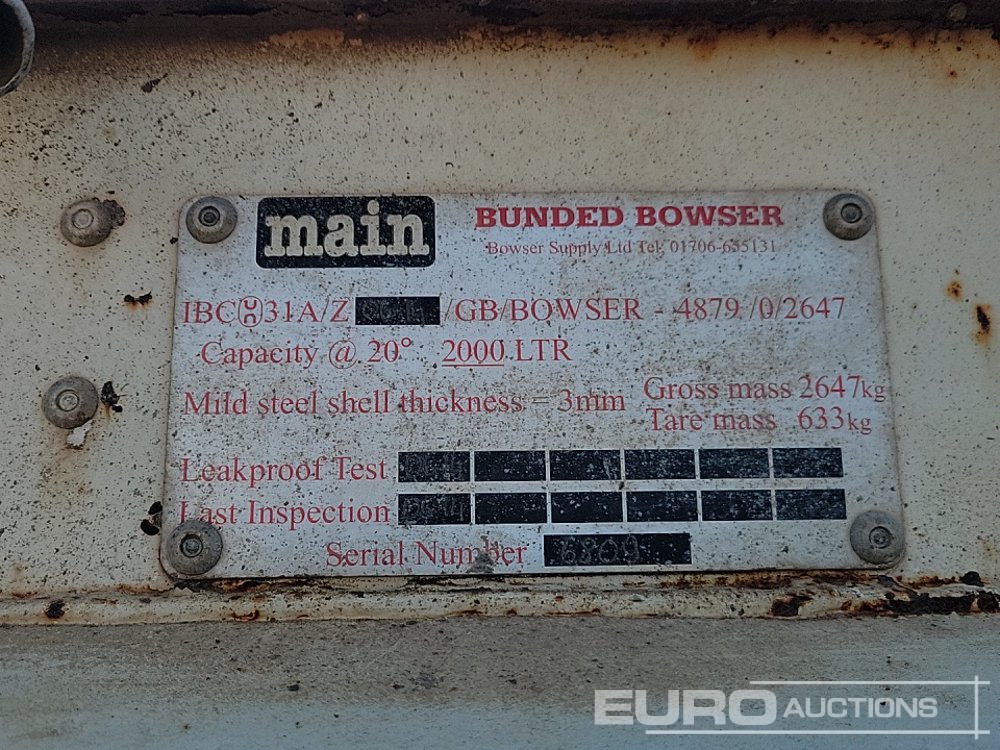 main
BUNDED BOWSER
Bowser Supply Ltd Tel: 01706-655131
IBC 31A/Z /GB/BOWSER - 4879 /0/2647
Capacity @ 20° 2000 LTR
Mild steel shell thickness = 3mm
Gross mass 2647kg
Tare mass 633kg
Leakproof Test
Last Inspection
Serial Number 6809
EURO AUCTIONS